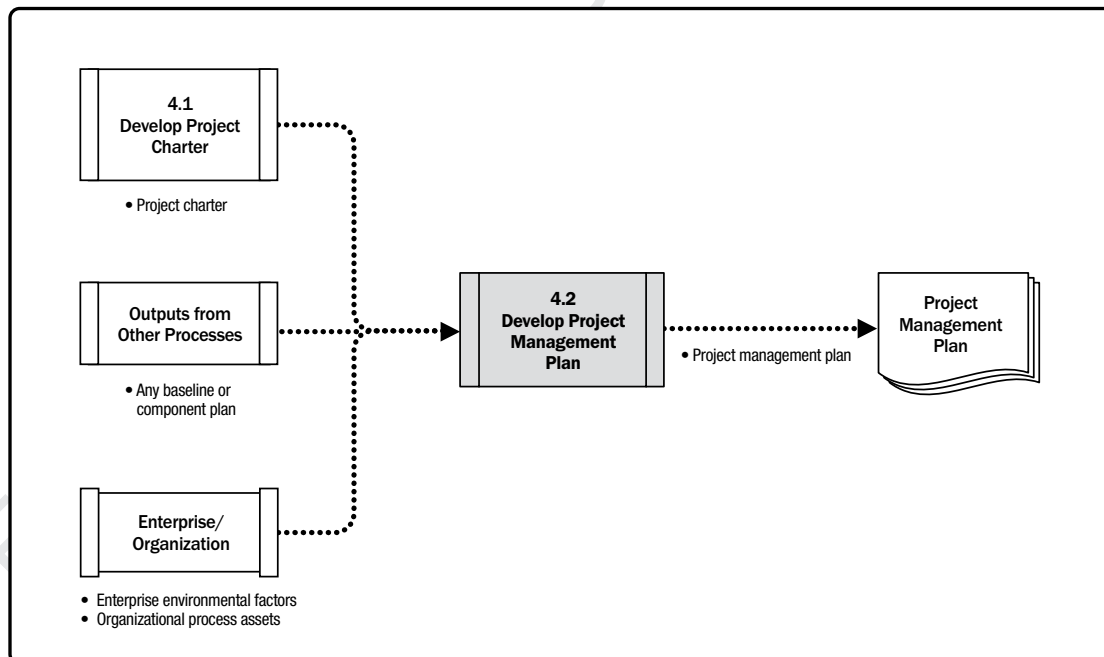 4.1
Develop Project
Charter
• Project charter
Outputs from
Other Processes
• Any baseline or
component plan
Enterprise/
Organization
• Enterprise environmental factors
• Organizational process assets
4.2
Develop Project
Management
Plan
• Project management plan
Project
Management
Plan